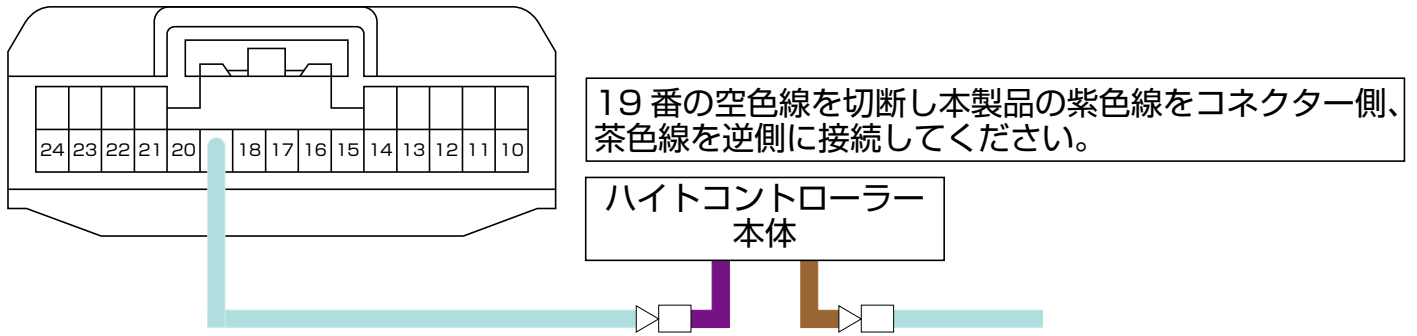 19 番の空色線を切断し本製品の紫色線をコネクター側、
茶色線を逆側に接続してください。
24 23 22 21 20 18 17 16 15 14 13 12 11 10
ハイトコントローラー
本体